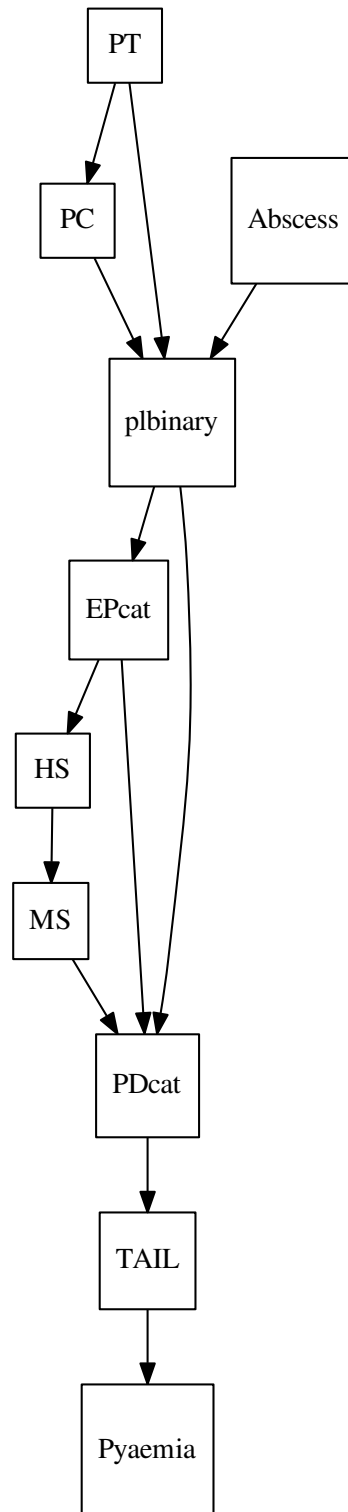 PT
PC
Abscess
plbinary
EPcat
HS
MS
PDcat
TAIL
Pyaemia